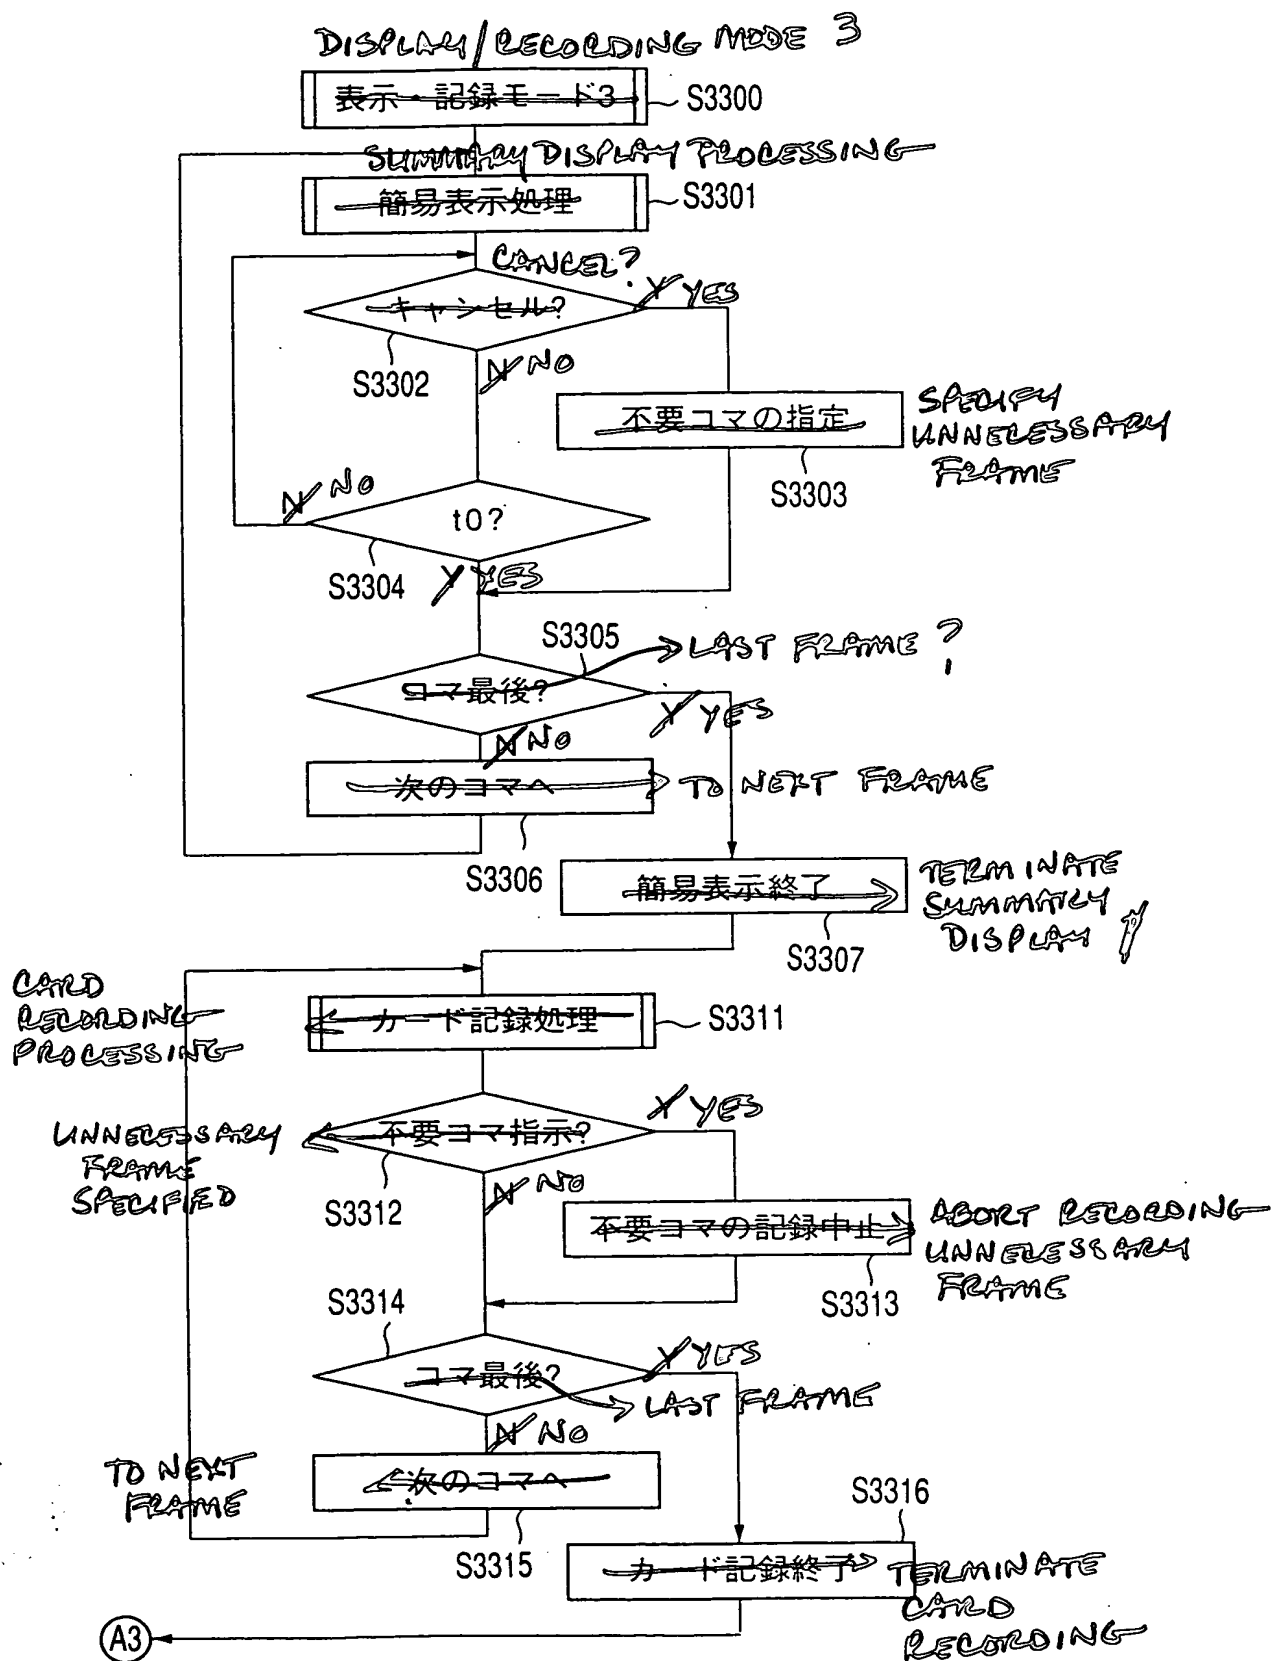 DISPLAY/RECORDING MODE 3
表示・記録モード3
S3300
SUMMARY DISPLAY PROCESSING
簡易表示処理
S3301
CANCEL?
キャンセル?
Y YES
S3302
N NO
不要コマの指定
SPECIFY
UNNECESSARY
FRAME
S3303
N NO
t0?
S3304
Y YES
S3305
LAST FRAME?
コマ最後?
Y YES
N NO
次のコマへ
TO NEXT FRAME
S3306
簡易表示終了
TERMINATE
SUMMARY
DISPLAY
S3307
CARD
RECORDING
PROCESSING
カード記録処理
S3311
Y YES
UNNECESSARY
FRAME
SPECIFIED
不要コマ指示?
S3312
N NO
不要コマの記録中止
ABORT RECORDING
UNNECESSARY
FRAME
S3313
S3314
Y YES
コマ最後?
LAST FRAME
N NO
TO NEXT
FRAME
次のコマへ
S3315
S3316
カード記録終了
TERMINATE
CARD
RECORDING
A3